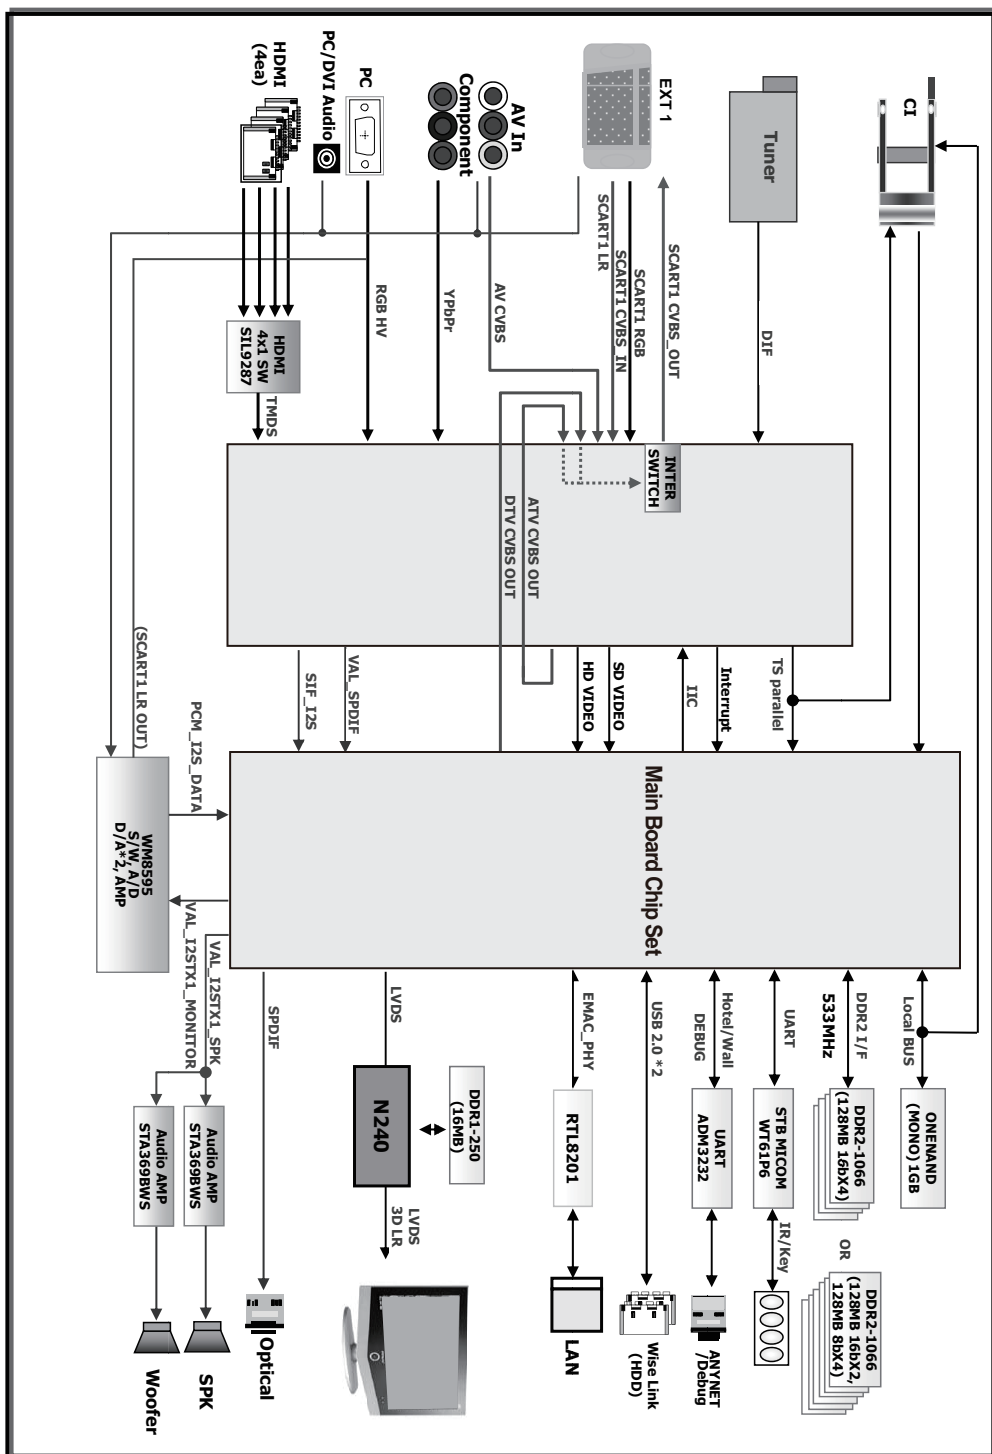 CI
Tuner
EXT 1
AV In
Component
PC
PC/DVI Audio
HDMI
(4ea)
DIF
SCART1 CVBS_OUT
SCART1 RGB
SCART1 CVBS_IN
SCART1 LR
AV CVBS
YPbPr
RGB HV
HDMI
4x1 SW
SIL9287
TMDS
INTER
SWITCH
ATV CVBS OUT
DTV CVBS OUT
TS parallel
Interrupt
IIC
SD VIDEO
HD VIDEO
VAL_SPDIF
SIF_I2S
(SCART1 LR OUT)
PCM_I2S_DATA
Main Board Chip Set
WM8595
S/W, A/D
D/A*2, AMP
VAL_I2STX1_MONITOR
VAL_I2STX1_SPK
SPDIF
LVDS
EMAC_PHY
USB 2.0 *2
Hotel/Wall
DEBUG
UART
DDR2 I/F
533MHz
Local BUS
ONENAND
(MONO) 1GB
DDR2-1066
(128MB 16bX4)
OR
DDR2-1066
(128MB 16bX2,
128MB 8bX4)
STB MICOM
WT61P6
IR/Key
UART
ADM3232
ANYNET
/Debug
Wise Link
(HDD)
RTL8201
LAN
DDR1-250
(16MB)
N240
LVDS
3D LR
Optical
Audio AMP
STA369BWS
SPK
Audio AMP
STA369BWS
Woofer